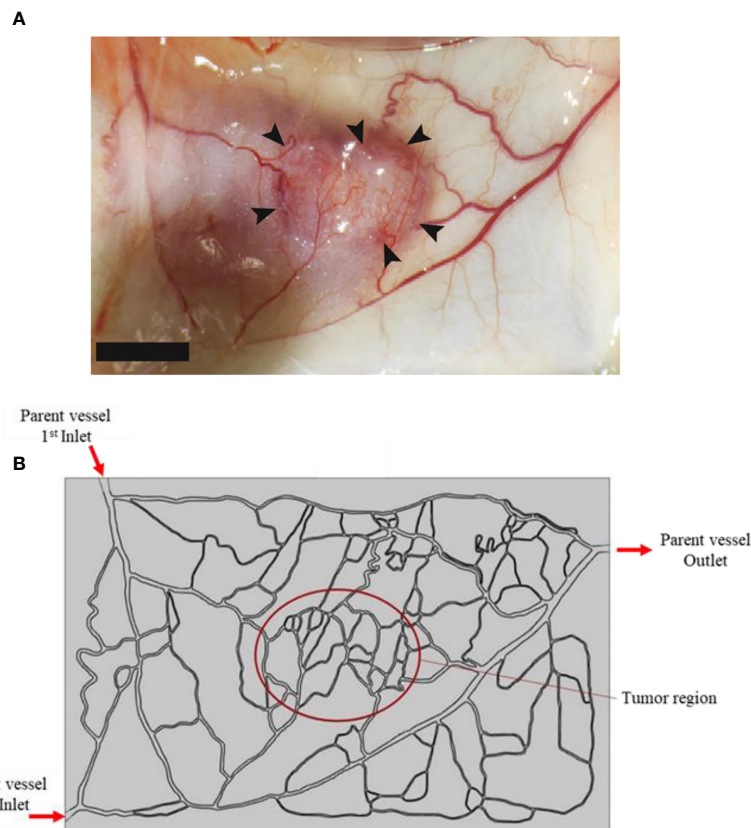 A
Parent vessel
1st Inlet
B
Parent vessel
Outlet
Tumor region
vessel
Inlet